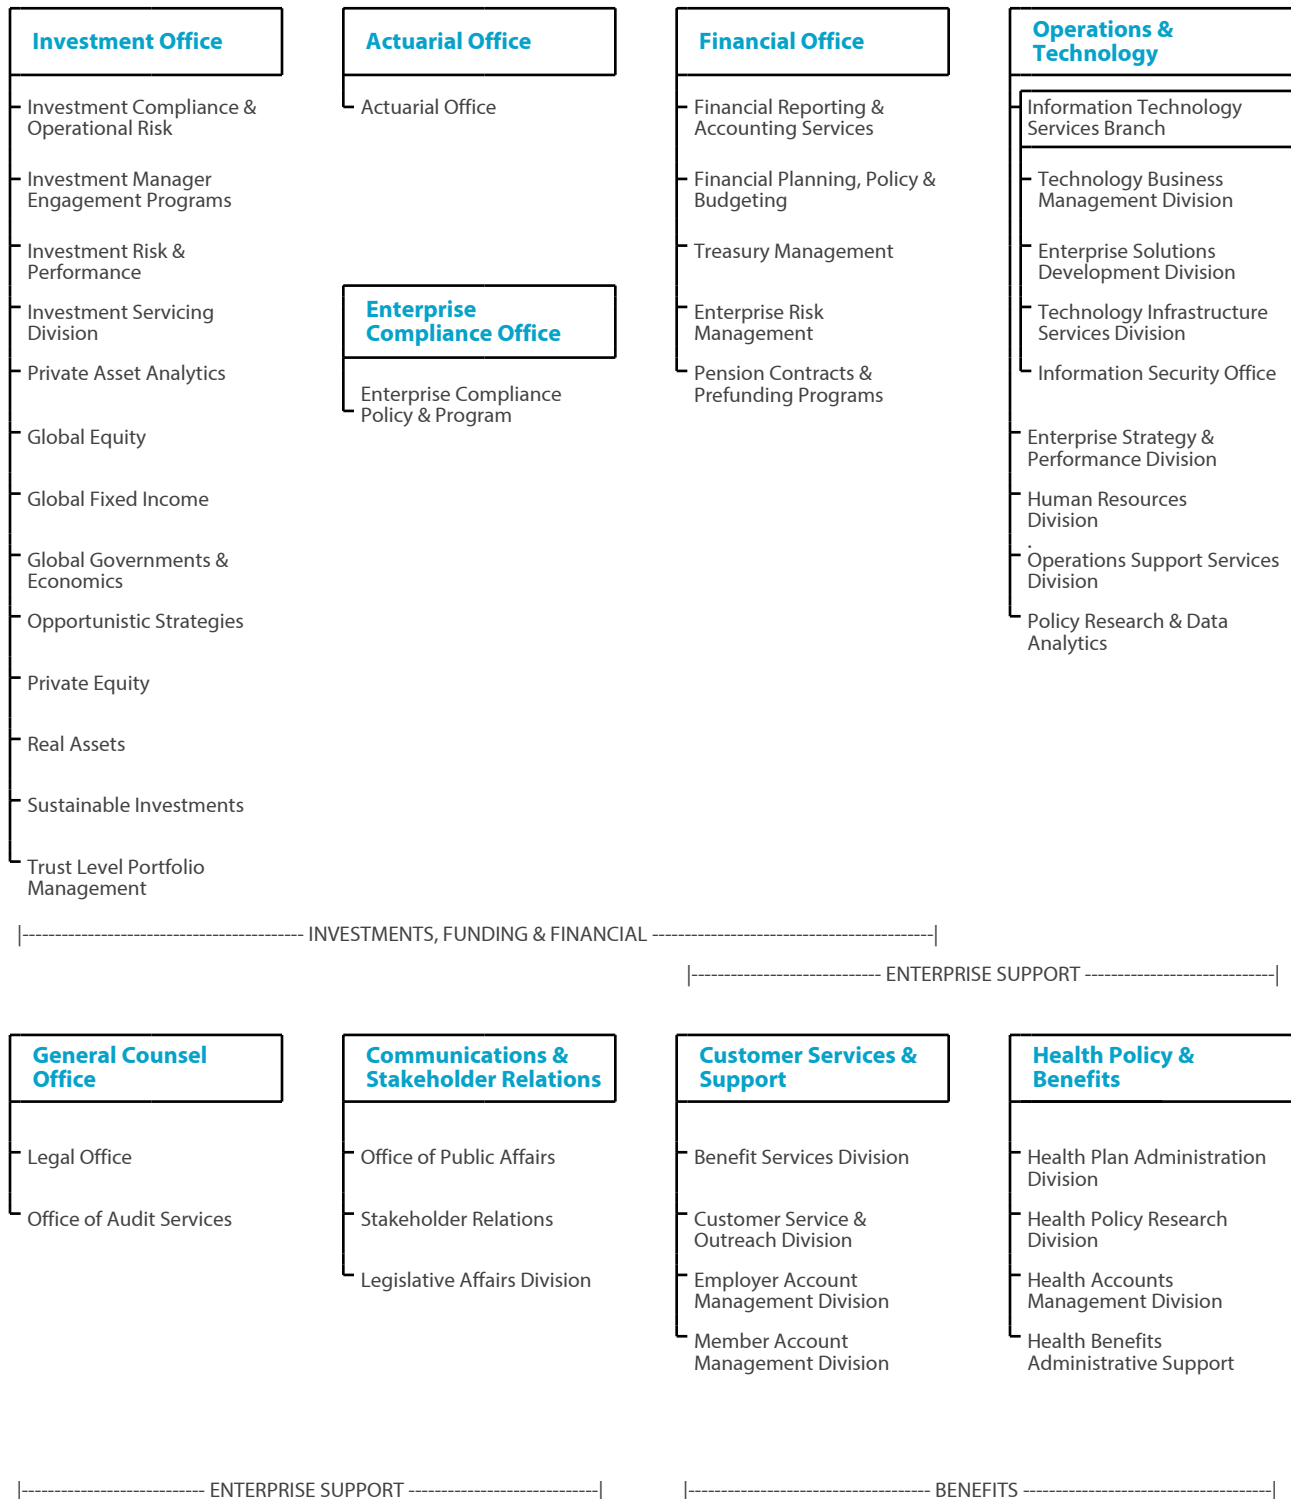 Investment Office
Investment Compliance &
Operational Risk
Investment Manager
Engagement Programs
Investment Risk &
Performance
Investment Servicing
Division
Private Asset Analytics
Global Equity
Global Fixed Income
Global Governments &
Economics
Opportunistic Strategies
Private Equity
Real Assets
Sustainable Investments
Trust Level Portfolio
Management
Actuarial Office
Actuarial Office
Enterprise
Compliance Office
Enterprise Compliance
Policy & Program
Financial Office
Financial Reporting &
Accounting Services
Financial Planning, Policy &
Budgeting
Treasury Management
Enterprise Risk
Management
Pension Contracts &
Prefunding Programs
Operations &
Technology
Information Technology
Services Branch
Technology Business
Management Division
Enterprise Solutions
Development Division
Technology Infrastructure
Services Division
Information Security Office
Enterprise Strategy &
Performance Division
Human Resources
Division
.
Operations Support Services
Division
Policy Research & Data
Analytics
|------------------------------------------- INVESTMENTS, FUNDING & FINANCIAL -------------------------------------------|
|----------------------------- ENTERPRISE SUPPORT -----------------------------|
General Counsel
Office
Legal Office
Office of Audit Services
Communications &
Stakeholder Relations
Office of Public Affairs
Stakeholder Relations
Legislative Affairs Division
Customer Services &
Support
Benefit Services Division
Customer Service &
Outreach Division
Employer Account
Management Division
Member Account
Management Division
Health Policy &
Benefits
Health Plan Administration
Division
Health Policy Research
Division
Health Accounts
Management Division
Health Benefits
Administrative Support
|---------------------------- ENTERPRISE SUPPORT -----------------------------|
|------------------------------------- BENEFITS --------------------------------------|